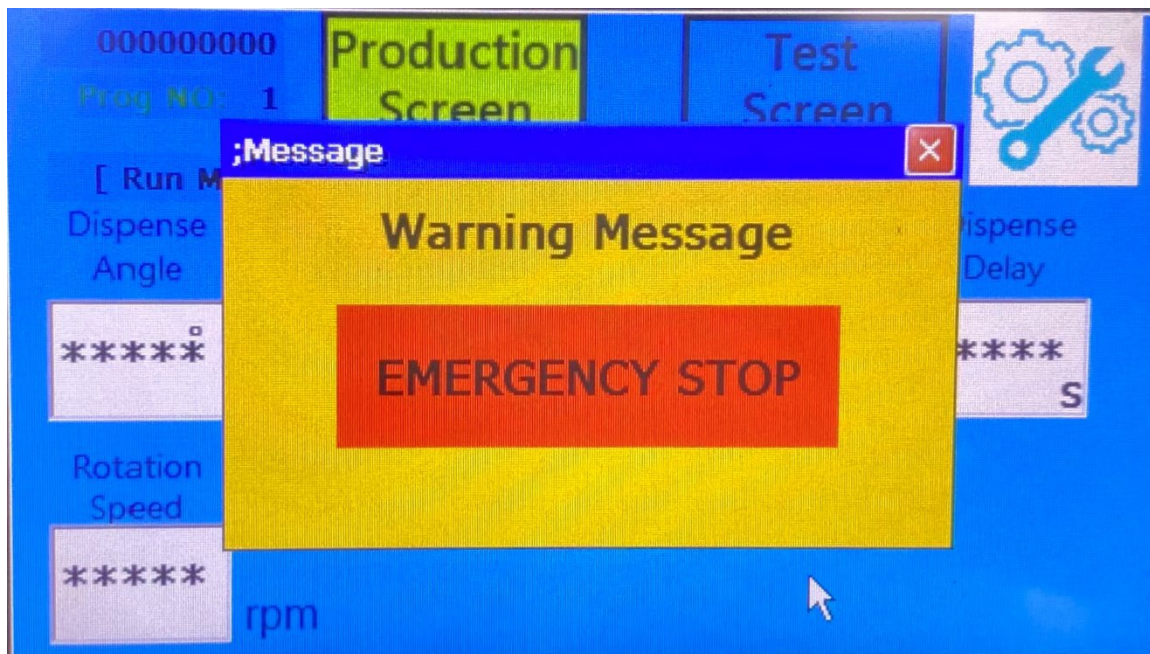 000000000
Prog NO: 1
Production
Screen
Test
Screen
;Message
[ Run M
Warning Message
Dispense
Angle
ispense
Delay
*****°
EMERGENCY STOP
****
S
Rotation
Speed
*****
rpm